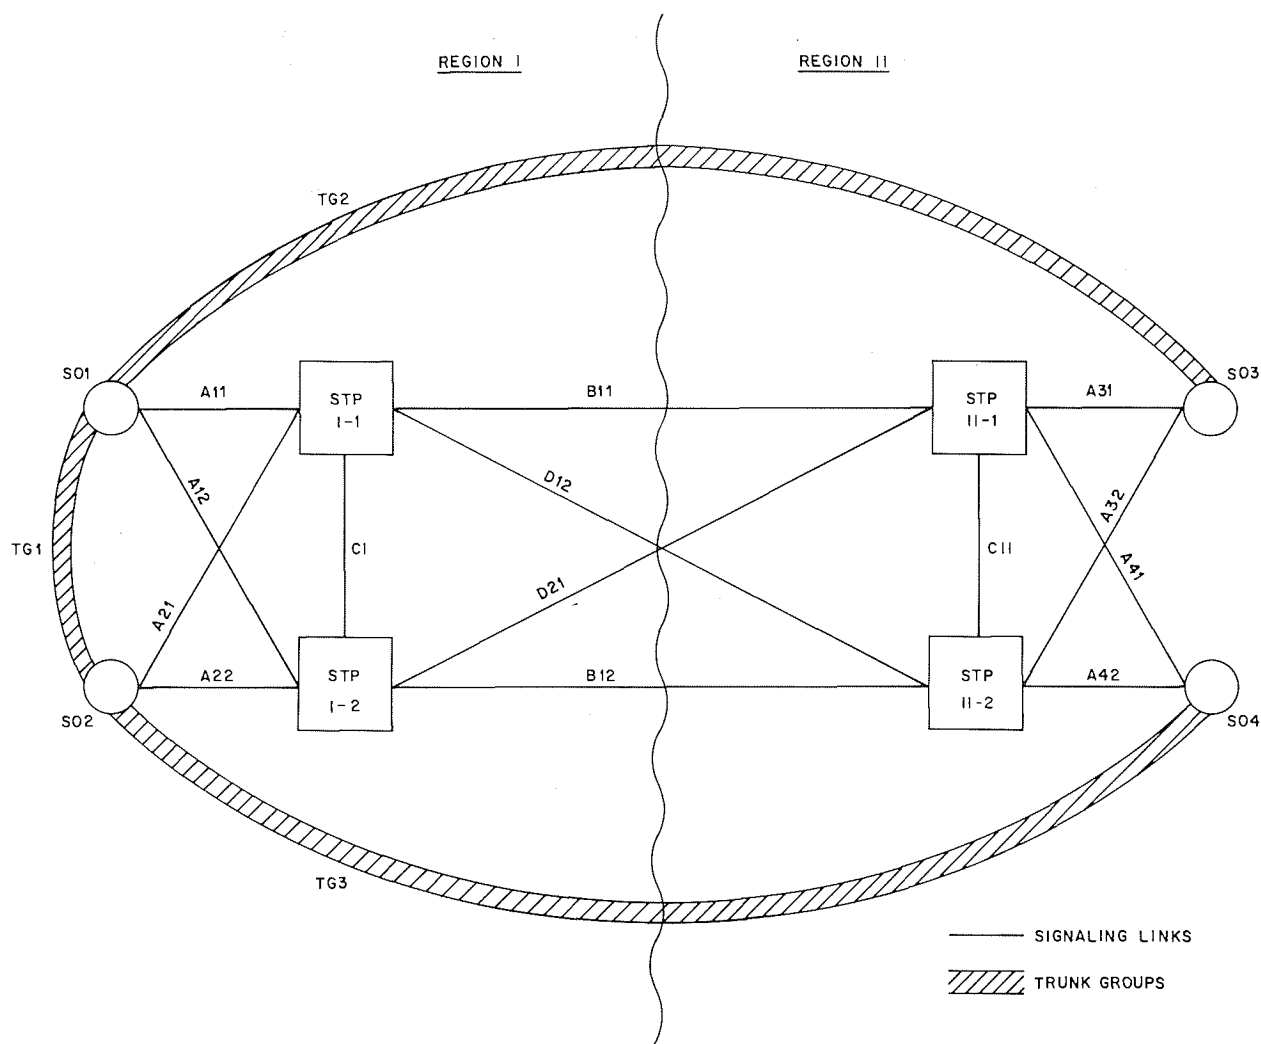 REGION I
REGION II
TG2
SO1
A11
STP
I-1
B11
STP
II-1
A31
SO3
A12
D12
A32
TG1
CI
CII
A41
A21
D21
A22
STP
I-2
B12
STP
II-2
A42
SO2
SO4
TG3
SIGNALING LINKS
TRUNK GROUPS